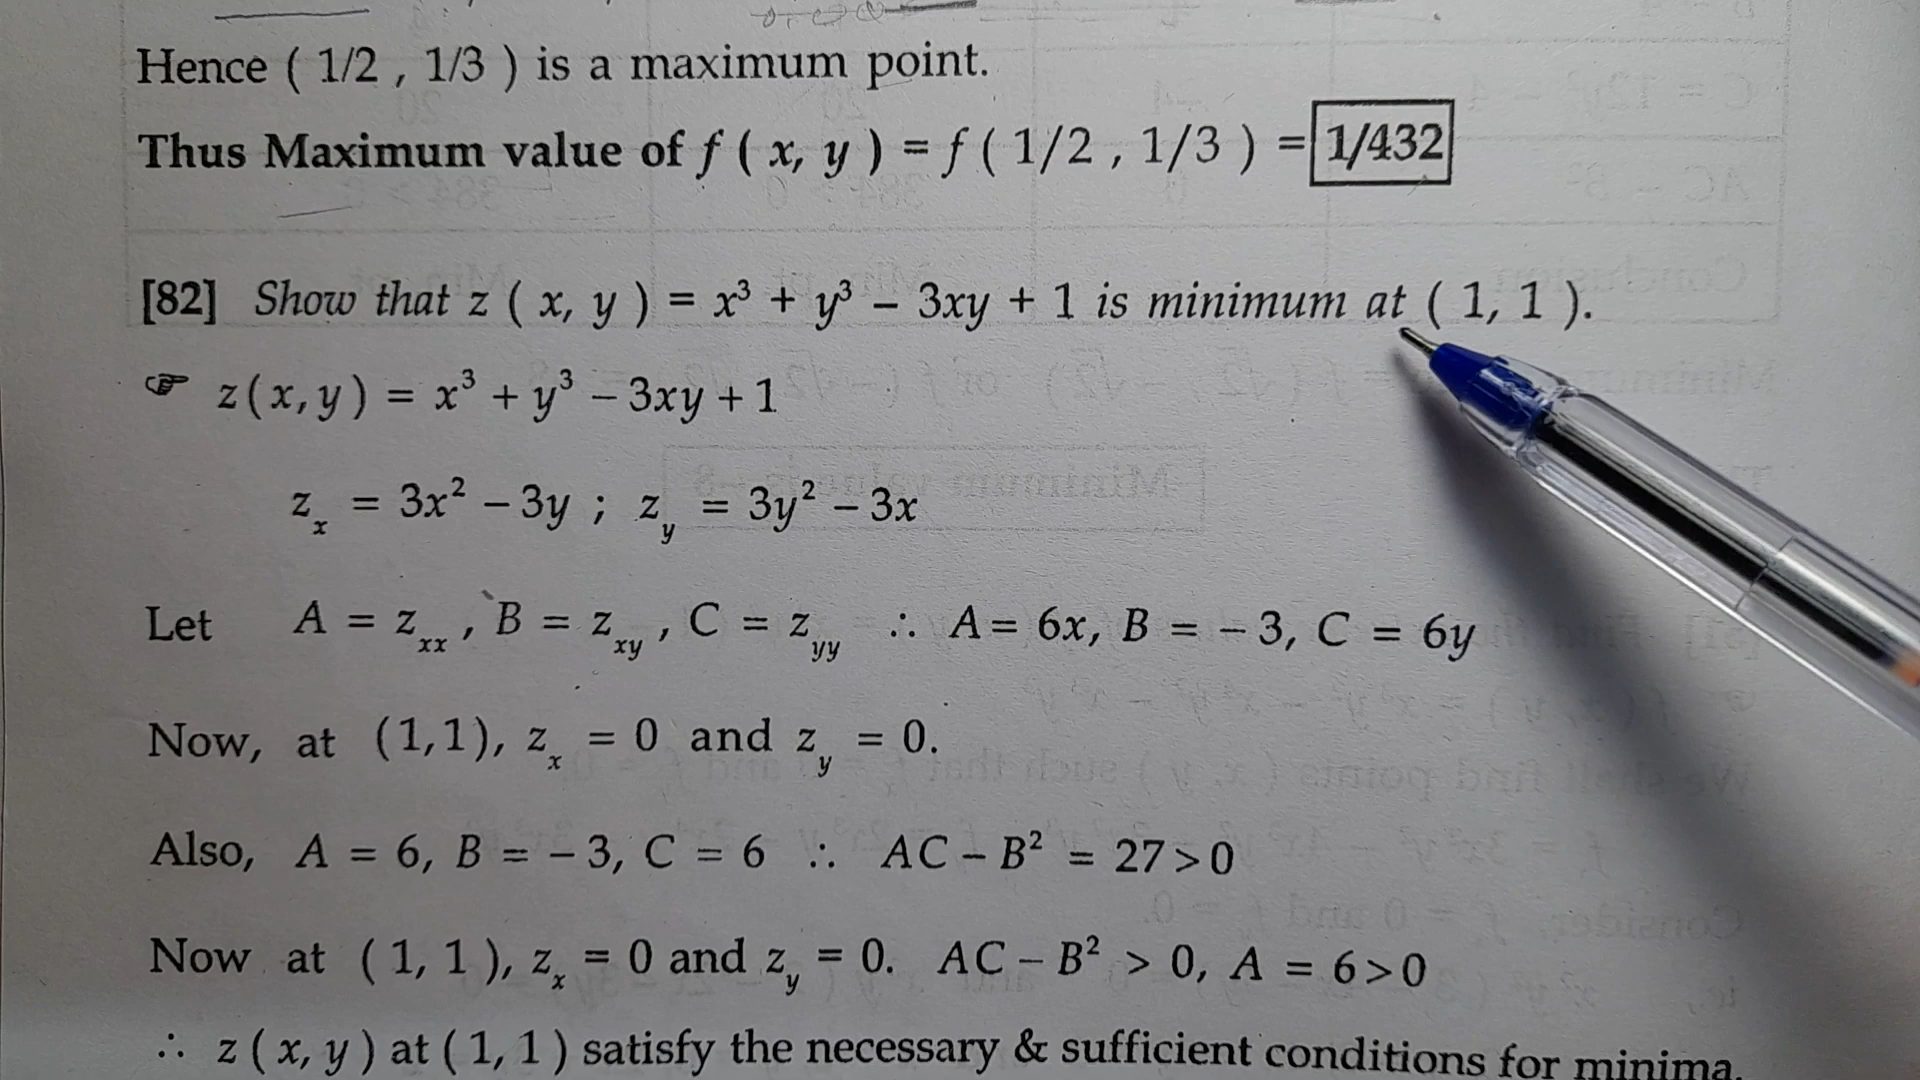 Hence ( 1/2 , 1/3 ) is a maximum point.
Thus Maximum value of f ( x, y ) = f ( 1/2 , 1/3 ) = 1/432
[82] Show that z ( x, y ) = x³ + y³ – 3xy + 1 is minimum at ( 1, 1 ).
☞ z(x,y) = x³ + y³ – 3xy + 1
z_x = 3x² – 3y ; z_y = 3y² – 3x
Let A = z_xx , B = z_xy , C = z_yy ∴ A= 6x, B = – 3, C = 6y
Now, at (1,1), z_x = 0 and z_y = 0.
Also, A = 6, B = – 3, C = 6 ∴ AC – B² = 27>0
Now at ( 1, 1 ), z_x = 0 and z_y = 0. AC – B² > 0, A = 6>0
∴ z ( x, y ) at ( 1, 1 ) satisfy the necessary & sufficient conditions for minima.